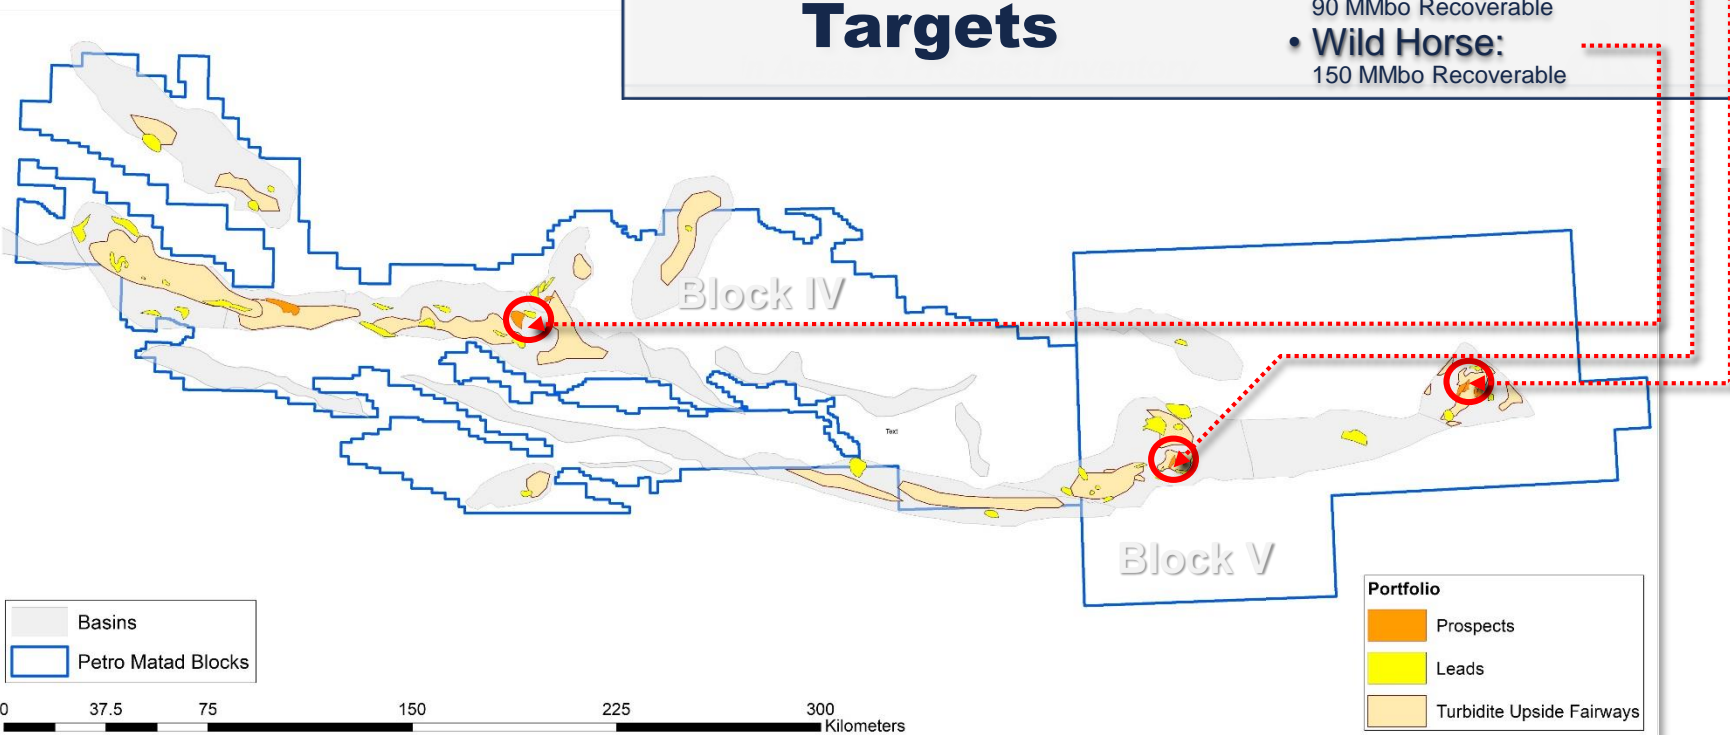 Targets
90 MMbo Recoverable
• Wild Horse:
150 MMbo Recoverable
Block IV
Text
Block V
Basins
Petro Matad Blocks
Portfolio
Prospects
Leads
Turbidite Upside Fairways
0 37.5 75 150 225 300
Kilometers